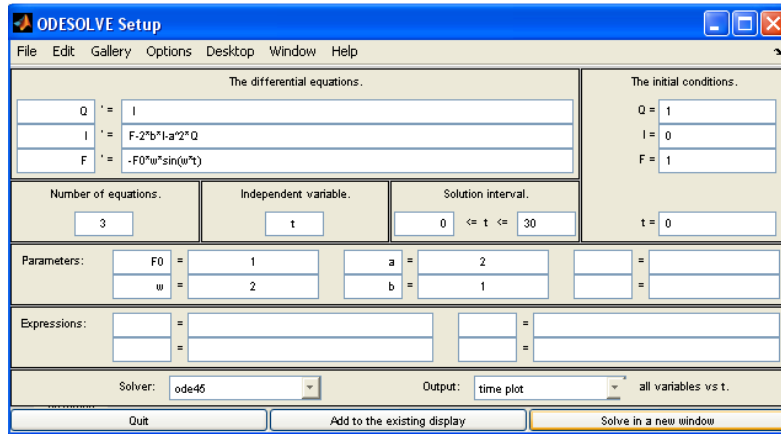 ODESOLVE Setup
File Edit Gallery Options Desktop Window Help
The differential equations.
The initial conditions.
Q ' = I
Q = 1
I ' = F-2*b*I-a^2*Q
I = 0
F ' = -F0*w*sin(w*t)
F = 1
Number of equations.
Independent variable.
Solution interval.
3
t
0 <= t <= 30
t = 0
Parameters:
F0 = 1
a = 2
=
w = 2
b = 1
=
Expressions:
=
=
=
=
Solver: ode45
Output: time plot
all variables vs t.
Quit
Add to the existing display
Solve in a new window